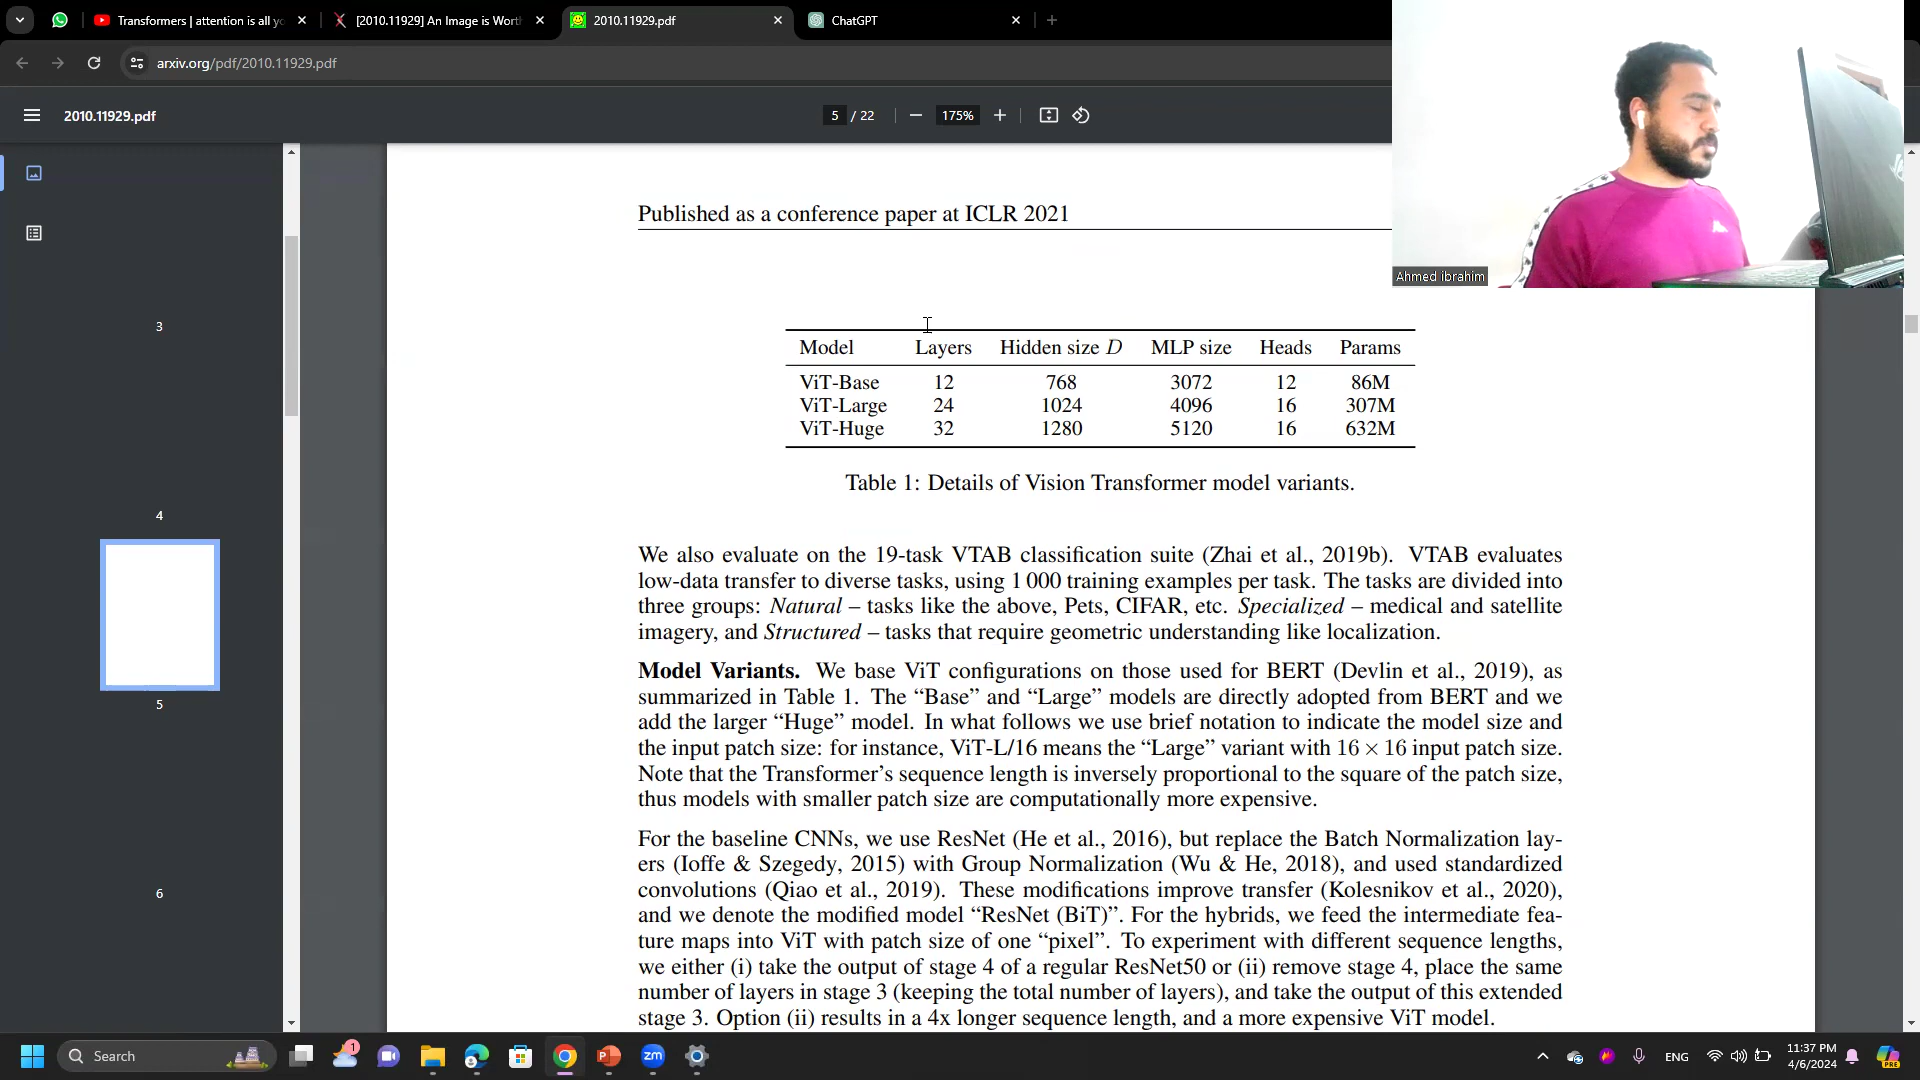 Transformers | attention is all yo
[2010.11929] An Image is Worth
2010.11929.pdf
ChatGPT
arxiv.org/pdf/2010.11929.pdf
2010.11929.pdf
5 / 22
175%
Ahmed ibrahim
3
4
5
6
Published as a conference paper at ICLR 2021
Model Layers Hidden size D MLP size Heads Params
ViT-Base 12 768 3072 12 86M
ViT-Large 24 1024 4096 16 307M
ViT-Huge 32 1280 5120 16 632M
Table 1: Details of Vision Transformer model variants.
We also evaluate on the 19-task VTAB classification suite (Zhai et al., 2019b). VTAB evaluates
low-data transfer to diverse tasks, using 1 000 training examples per task. The tasks are divided into
three groups: Natural – tasks like the above, Pets, CIFAR, etc. Specialized – medical and satellite
imagery, and Structured – tasks that require geometric understanding like localization.
Model Variants. We base ViT configurations on those used for BERT (Devlin et al., 2019), as
summarized in Table 1. The “Base” and “Large” models are directly adopted from BERT and we
add the larger “Huge” model. In what follows we use brief notation to indicate the model size and
the input patch size: for instance, ViT-L/16 means the “Large” variant with 16 × 16 input patch size.
Note that the Transformer’s sequence length is inversely proportional to the square of the patch size,
thus models with smaller patch size are computationally more expensive.
For the baseline CNNs, we use ResNet (He et al., 2016), but replace the Batch Normalization lay-
ers (Ioffe & Szegedy, 2015) with Group Normalization (Wu & He, 2018), and used standardized
convolutions (Qiao et al., 2019). These modifications improve transfer (Kolesnikov et al., 2020),
and we denote the modified model “ResNet (BiT)”. For the hybrids, we feed the intermediate fea-
ture maps into ViT with patch size of one “pixel”. To experiment with different sequence lengths,
we either (i) take the output of stage 4 of a regular ResNet50 or (ii) remove stage 4, place the same
number of layers in stage 3 (keeping the total number of layers), and take the output of this extended
stage 3. Option (ii) results in a 4x longer sequence length, and a more expensive ViT model.
Search
1
zm
ENG
11:37 PM
4/6/2024
PRE